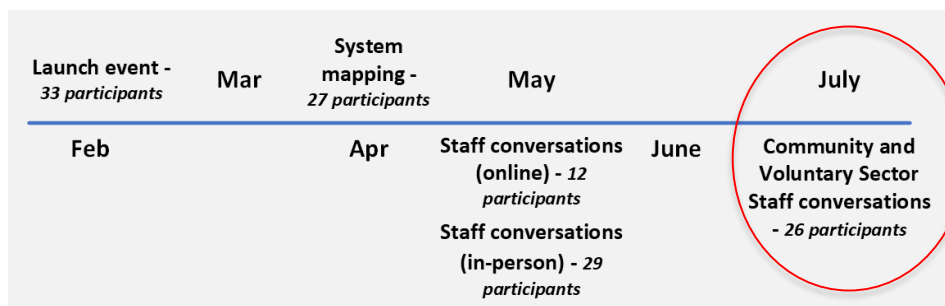 Launch event -
33 participants
Mar
System
mapping -
27 participants
May
July
Feb
Apr
Staff conversations
(online) - 12
participants
Staff conversations
(in-person) - 29
participants
June
Community and
Voluntary Sector
Staff conversations
- 26 participants